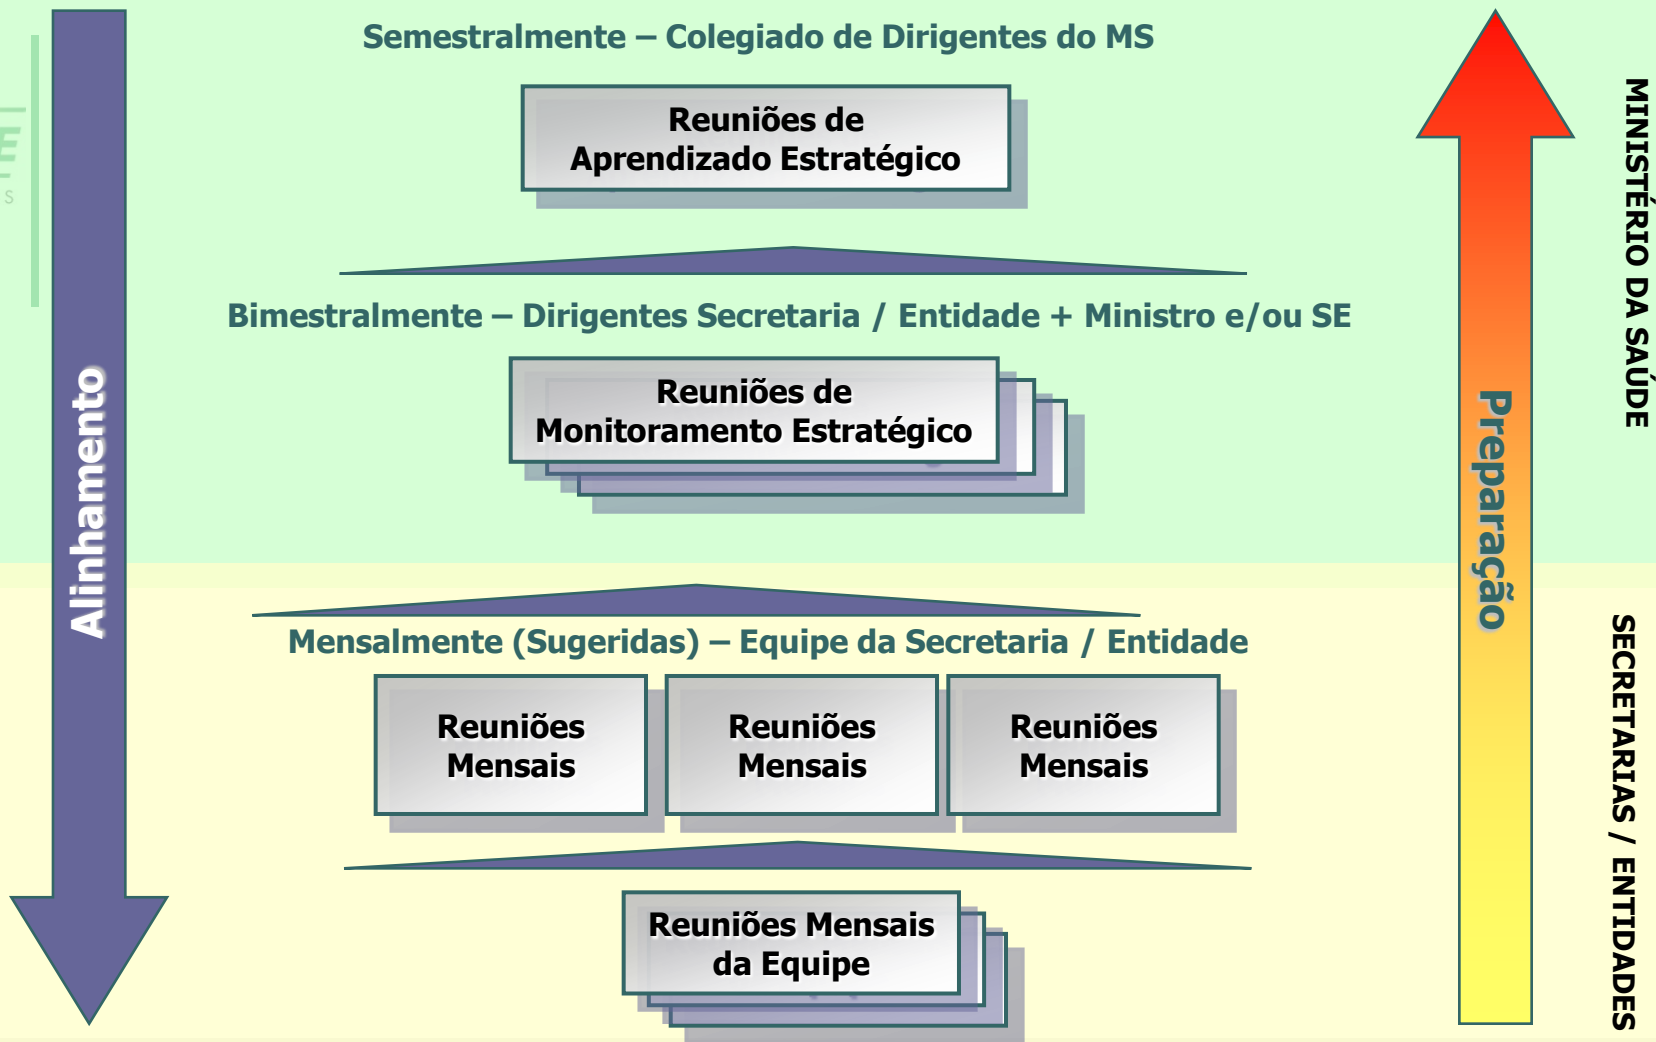 Semestralmente – Colegiado de Dirigentes do MS
Reuniões de
Aprendizado Estratégico
Bimestralmente – Dirigentes Secretaria / Entidade + Ministro e/ou SE
Reuniões de
Monitoramento Estratégico
Mensalmente (Sugeridas) – Equipe da Secretaria / Entidade
Reuniões
Mensais
Reuniões
Mensais
Reuniões
Mensais
Reuniões Mensais
da Equipe
Alinhamento
Preparação
MINISTÉRIO DA SAÚDE
SECRETARIAS / ENTIDADES